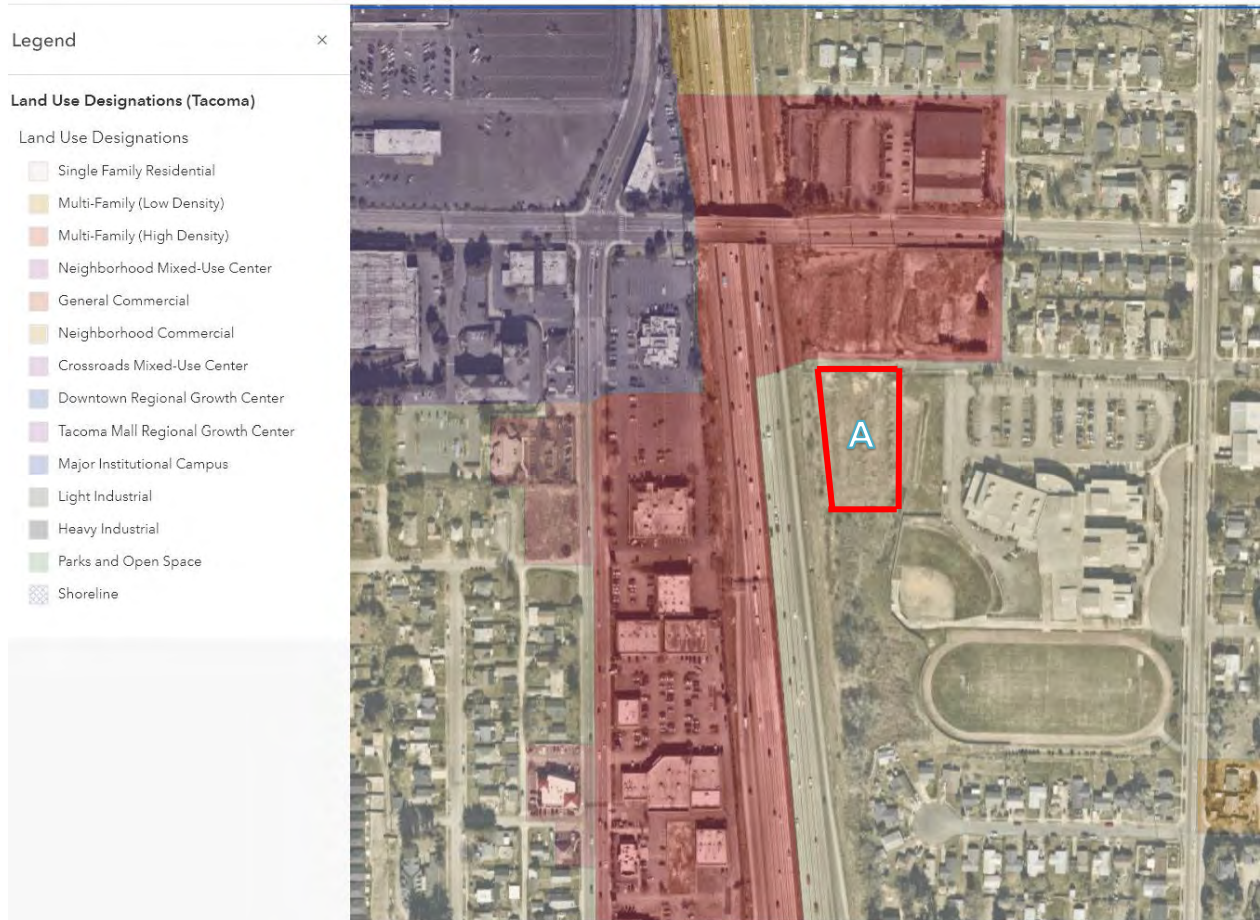 Legend ×
Land Use Designations (Tacoma)
Land Use Designations
Single Family Residential
Multi-Family (Low Density)
Multi-Family (High Density)
Neighborhood Mixed-Use Center
General Commercial
Neighborhood Commercial
Crossroads Mixed-Use Center
Downtown Regional Growth Center
Tacoma Mall Regional Growth Center
Major Institutional Campus
Light Industrial
Heavy Industrial
Parks and Open Space
Shoreline
A